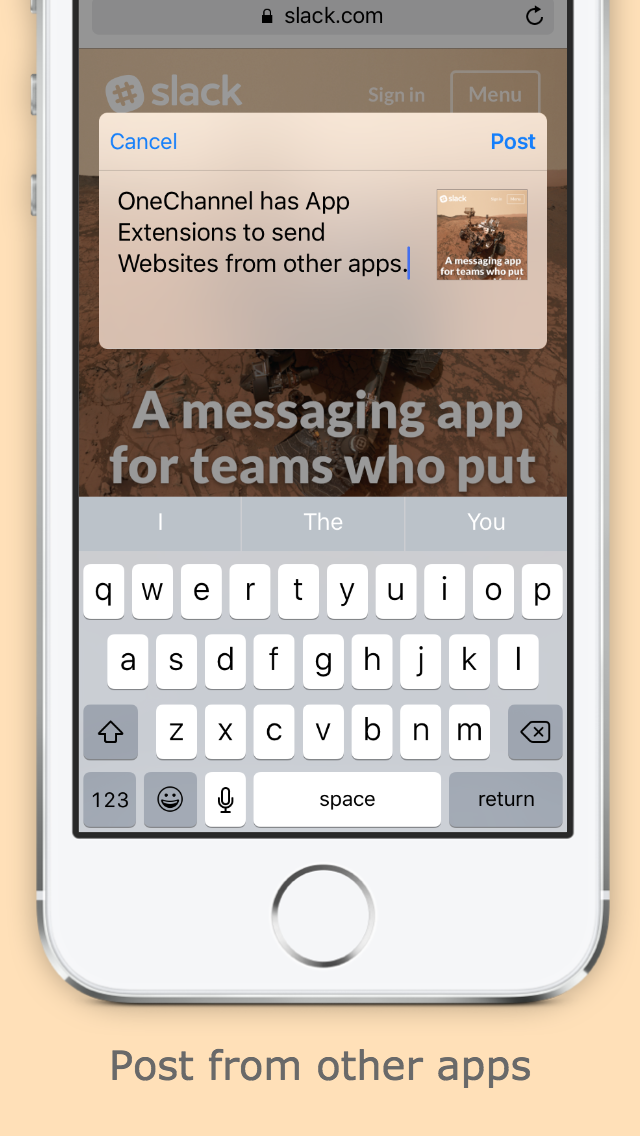 slack.com
slack Sign in Menu
Cancel Post
OneChannel has App
Extensions to send
Websites from other apps.
slack Sign in Menu
A messaging app
for teams who put
A messaging app
for teams who put
I The You
q w e r t y u i o p
a s d f g h j k l
z x c v b n m
123 space return
Post from other apps